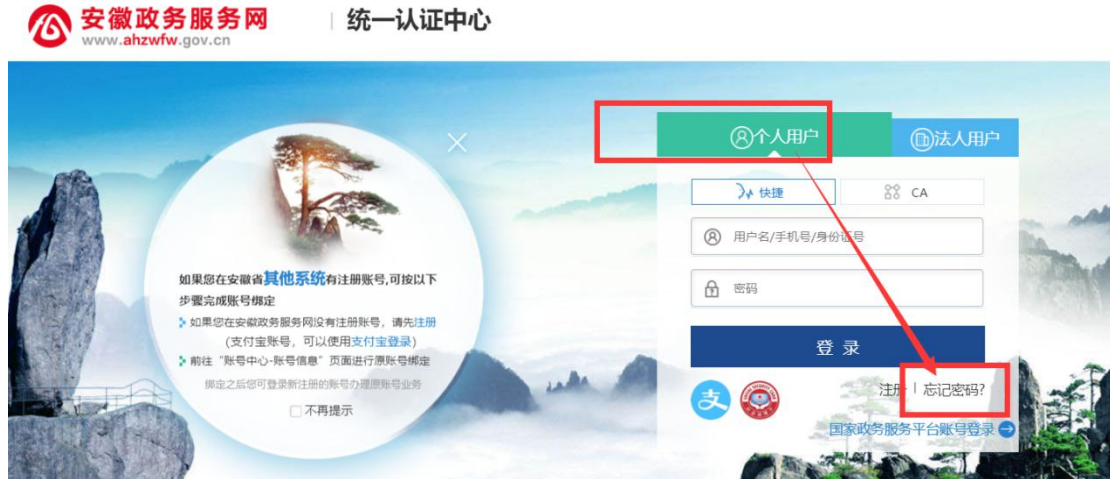 安徽政务服务网
www.ahzwfw.gov.cn
统一认证中心
个人用户
法人用户
快捷
CA
用户名/手机号/身份证号
密码
登录
注册
忘记密码?
国家政务服务平台账号登录
如果您在安徽省其他系统有注册账号,可按以下
步骤完成账号绑定
如果您在安徽政务服务网没有注册账号，请先注册
(支付宝账号，可以使用支付宝登录)
前往“账号中心-账号信息”页面进行原账号绑定
绑定之后您可登录新注册的账号办理原账号业务
不再提示
支